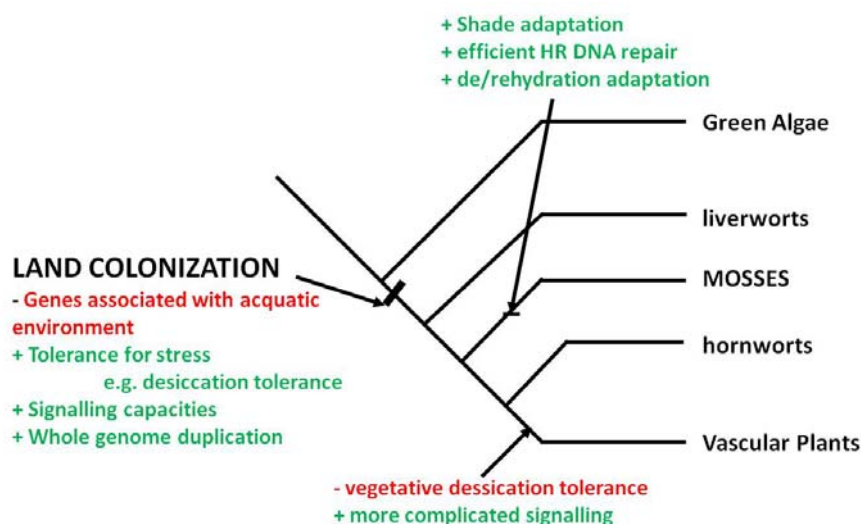 + Shade adaptation
+ efficient HR DNA repair
+ de/rehydration adaptation
Green Algae
liverworts
LAND COLONIZATION
- Genes associated with acquatic
environment
+ Tolerance for stress
e.g. desiccation tolerance
+ Signalling capacities
+ Whole genome duplication
MOSSES
hornworts
Vascular Plants
- vegetative dessication tolerance
+ more complicated signalling